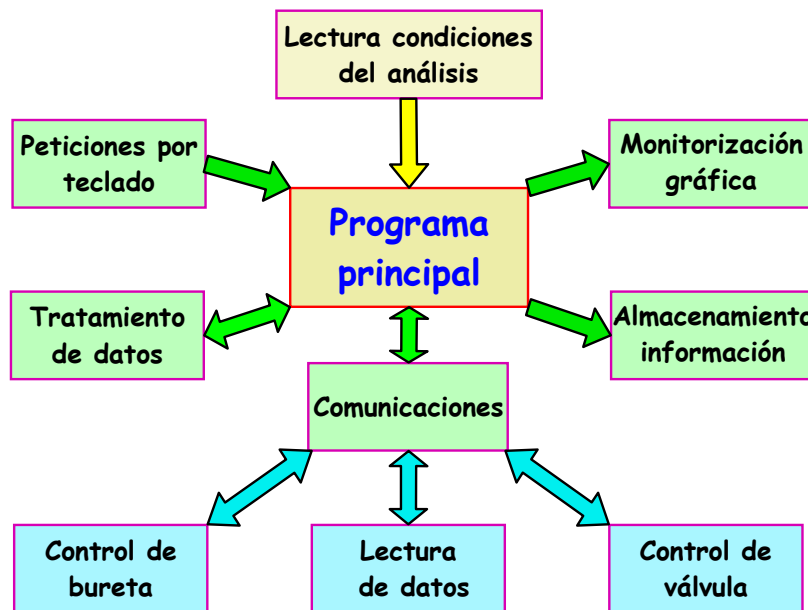 Lectura condiciones
del análisis
Peticiones por
teclado
Monitorización
gráfica
Programa
principal
Tratamiento
de datos
Almacenamiento
información
Comunicaciones
Control de
bureta
Lectura
de datos
Control de
válvula